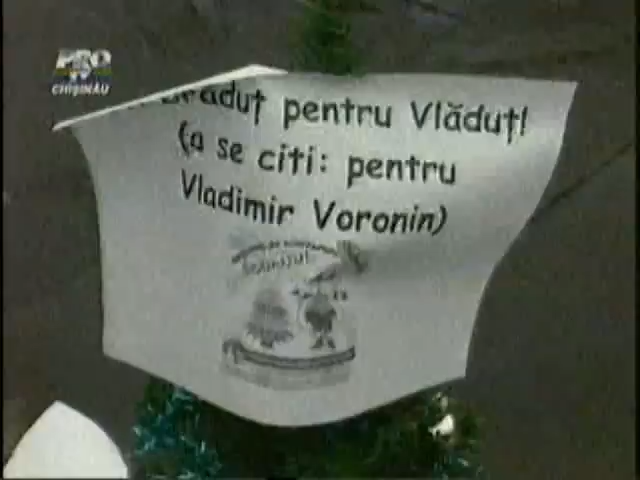 PRO
TV
CHIȘINĂU
Brăduț pentru Vlăduț!
(a se citi: pentru
Vladimir Voronin)